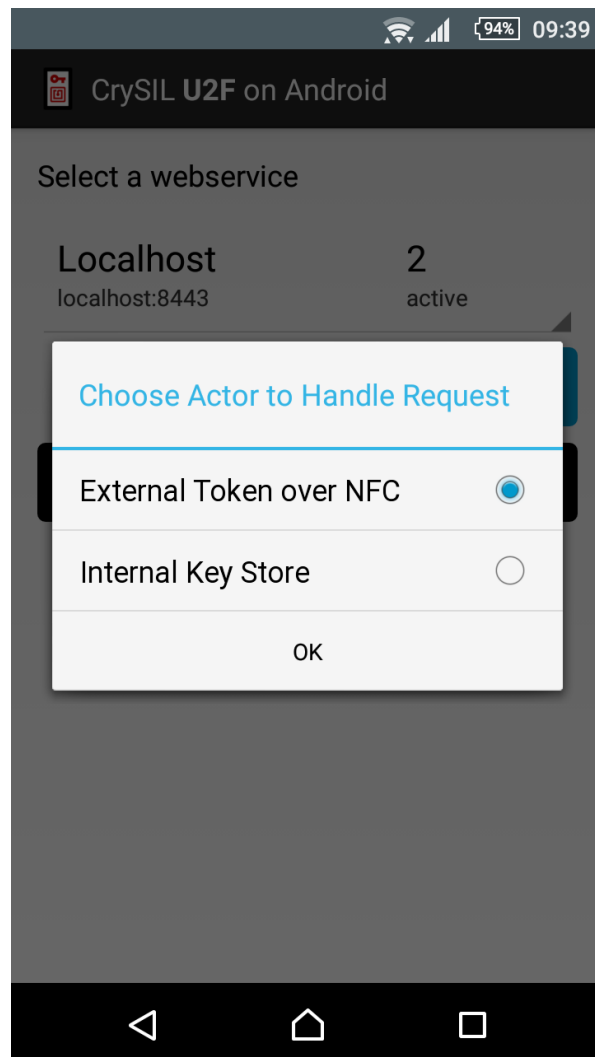 94% 09:39
CrySIL U2F on Android
Select a webservice
Localhost 2
localhost:8443 active
Choose Actor to Handle Request
External Token over NFC
Internal Key Store
OK